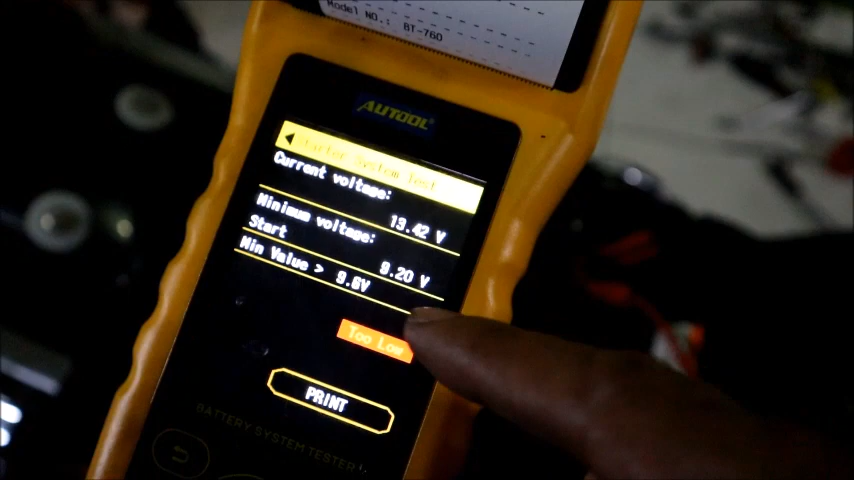 Model NO.: BT-760
AUTOOL
Starter System Test
Current voltage:
13.42 V
Minimum voltage:
9.20 V
Start
Min Value > 9.6V
Too Low
PRINT
BATTERY SYSTEM TESTER